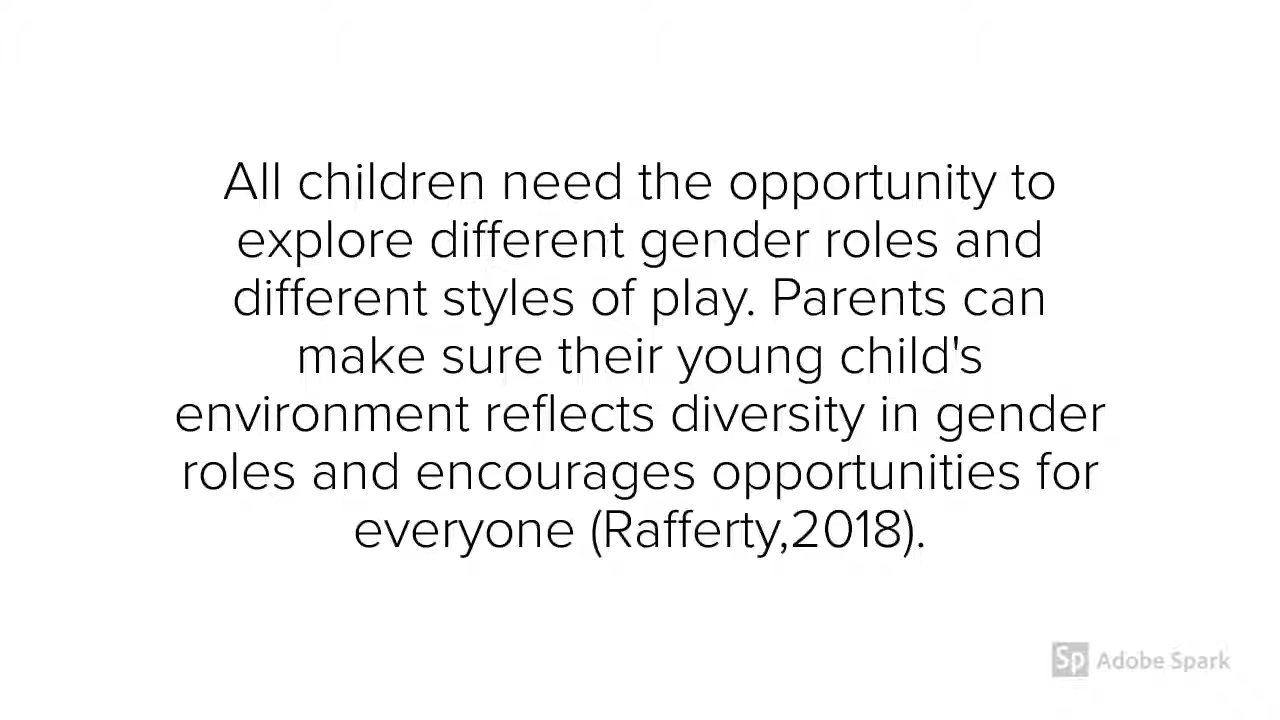 All children need the opportunity to
explore different gender roles and
different styles of play. Parents can
make sure their young child's
environment reflects diversity in gender
roles and encourages opportunities for
everyone (Rafferty,2018).
Sp Adobe Spark